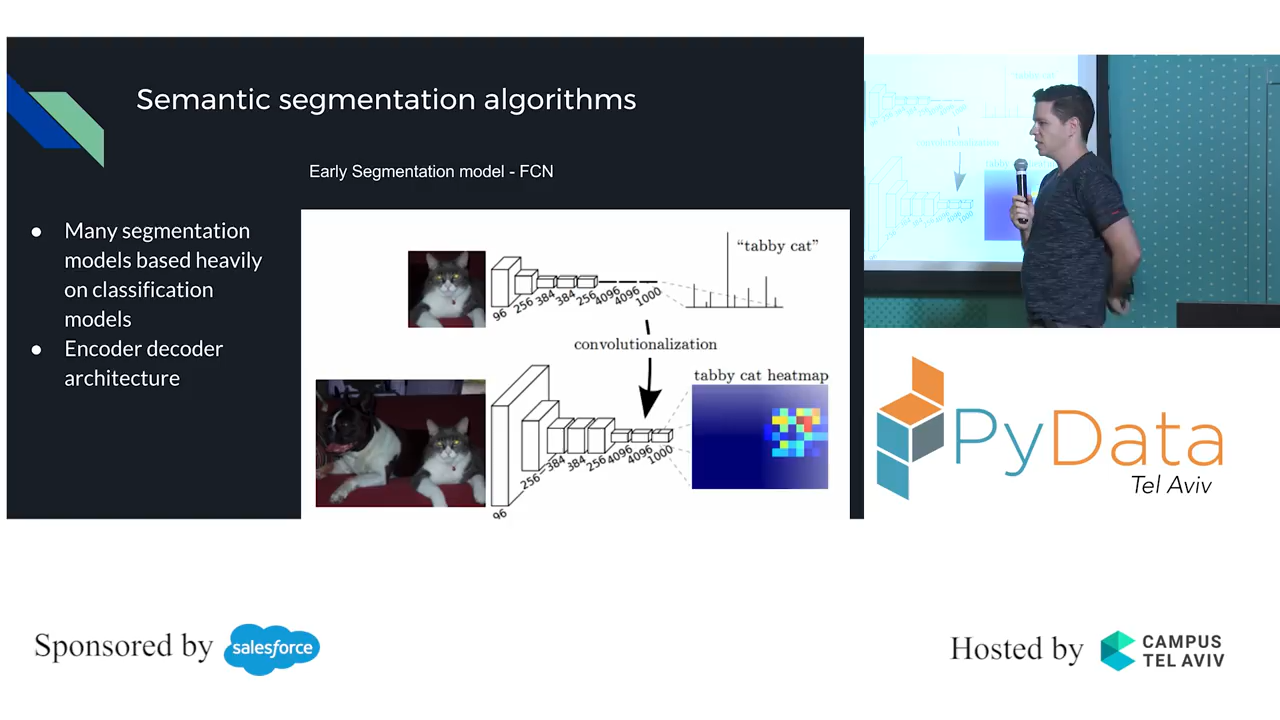 Semantic segmentation algorithms
Early Segmentation model - FCN
● Many segmentation
models based heavily
on classification
models
● Encoder decoder
architecture
"tabby cat"
96 256 384 384 256 4096 4096 1000
convolutionalization
tabby cat heatmap
96 256 384 384 256 4096 4096 1000
convolutionalization
PyData
Tel Aviv
Sponsored by salesforce
Hosted by CAMPUS
TEL AVIV